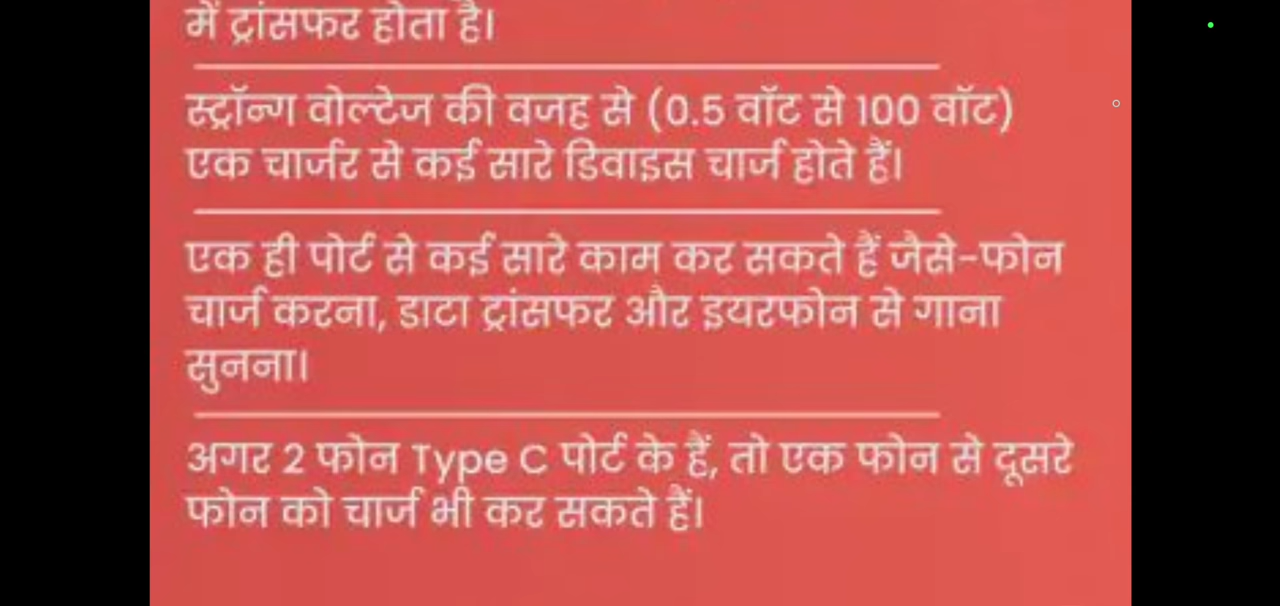 में ट्रांसफर होता है।
स्ट्रॉन्ग वोल्टेज की वजह से (0.5 वॉट से 100 वॉट)
एक चार्जर से कई सारे डिवाइस चार्ज होते हैं।
एक ही पोर्ट से कई सारे काम कर सकते हैं जैसे-फोन
चार्ज करना, डाटा ट्रांसफर और इयरफोन से गाना
सुनना।
अगर 2 फोन Type C पोर्ट के हैं, तो एक फोन से दूसरे
फोन को चार्ज भी कर सकते हैं।